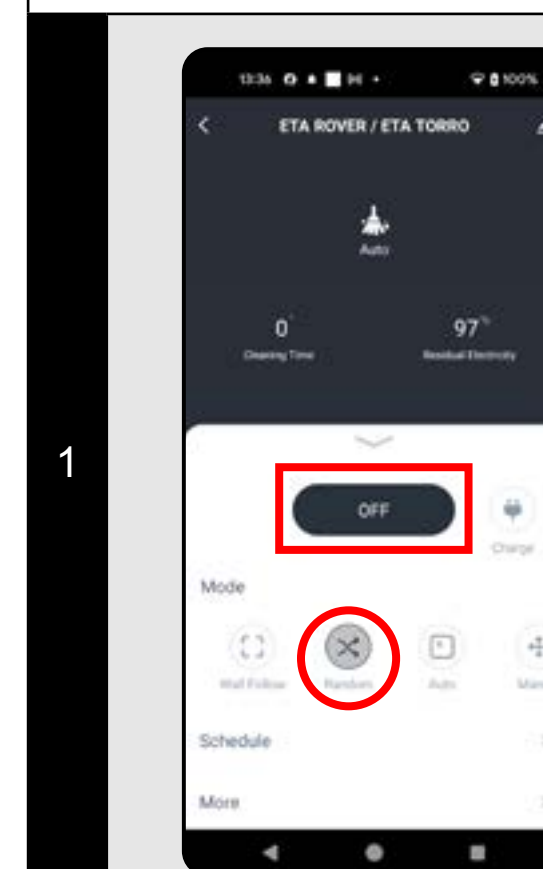 13:36 100%
ETA ROVER / ETA TORRO
Auto
0 97 %
Cleaning Time Residual Electricity
1
OFF
Charge
Mode
Wall Follow Random Auto
Schedule
More